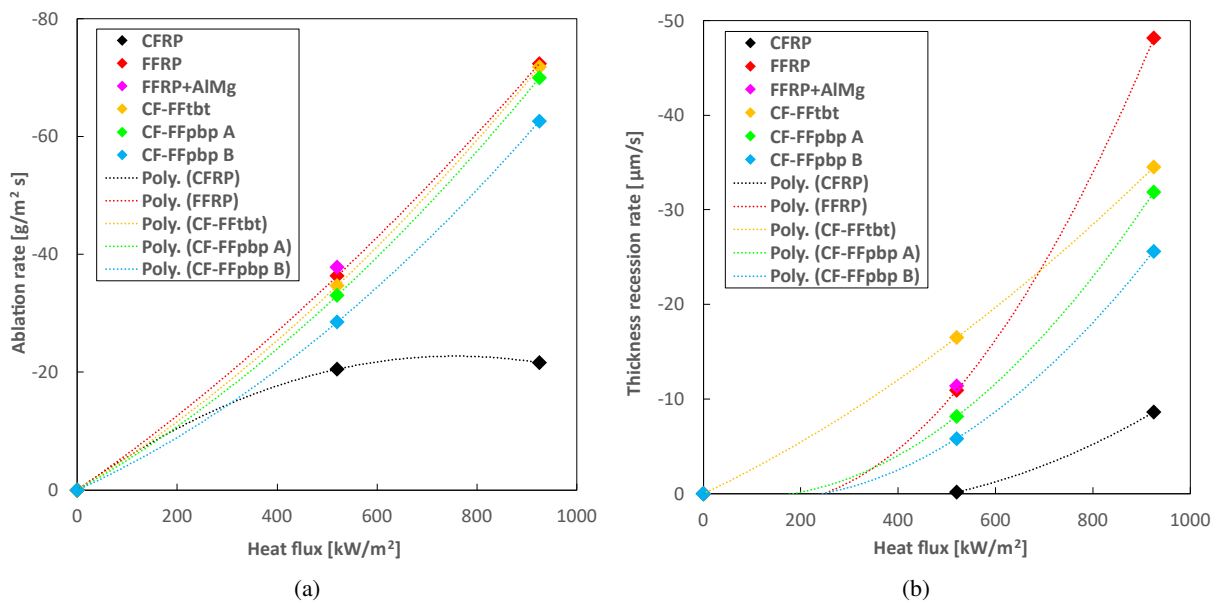 -80
-60
-40
-20
0
0
200
400
600
800
1000
Ablation rate [g/m² s]
Heat flux [kW/m²]
CFRP
FFRP
FFRP+AlMg
CF-FFtbt
CF-FFpbp A
CF-FFpbp B
Poly. (CFRP)
Poly. (FFRP)
Poly. (CF-FFtbt)
Poly. (CF-FFpbp A)
Poly. (CF-FFpbp B)
(a)
-50
-40
-30
-20
-10
0
0
200
400
600
800
1000
Thickness recession rate [µm/s]
Heat flux [kW/m²]
CFRP
FFRP
FFRP+AlMg
CF-FFtbt
CF-FFpbp A
CF-FFpbp B
Poly. (CFRP)
Poly. (FFRP)
Poly. (CF-FFtbt)
Poly. (CF-FFpbp A)
Poly. (CF-FFpbp B)
(b)